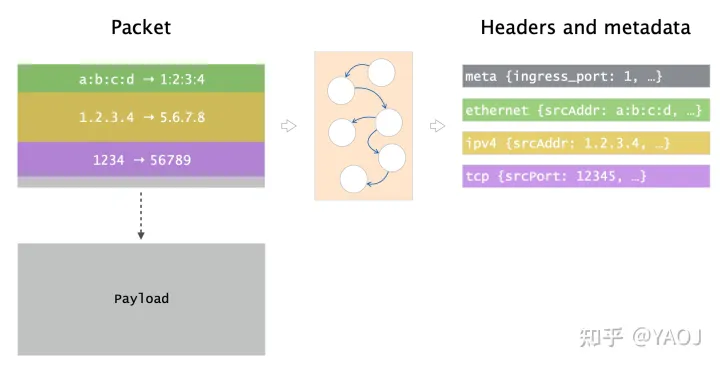 Packet
Headers and metadata
a:b:c:d → 1:2:3:4
1.2.3.4 → 5.6.7.8
1234 → 56789
meta {ingress_port: 1, …}
ethernet {srcAddr: a:b:c:d, …}
ipv4 {srcAddr: 1.2.3.4, …}
tcp {srcPort: 12345, …}
Payload
知乎 @YAOJ